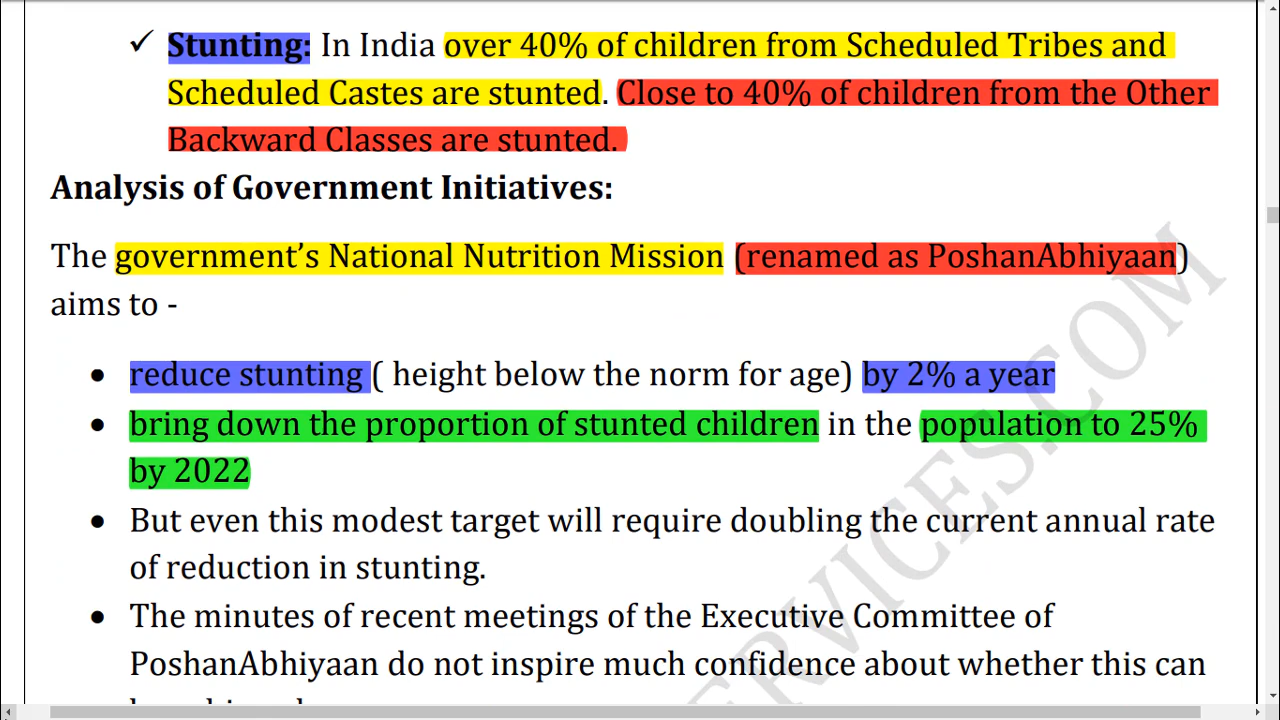 ✓ Stunting: In India over 40% of children from Scheduled Tribes and
Scheduled Castes are stunted. Close to 40% of children from the Other
Backward Classes are stunted.
Analysis of Government Initiatives:
The government’s National Nutrition Mission (renamed as PoshanAbhiyaan)
aims to -
• reduce stunting ( height below the norm for age) by 2% a year
• bring down the proportion of stunted children in the population to 25%
by 2022
• But even this modest target will require doubling the current annual rate
of reduction in stunting.
• The minutes of recent meetings of the Executive Committee of
PoshanAbhiyaan do not inspire much confidence about whether this can
ERVICES.COM